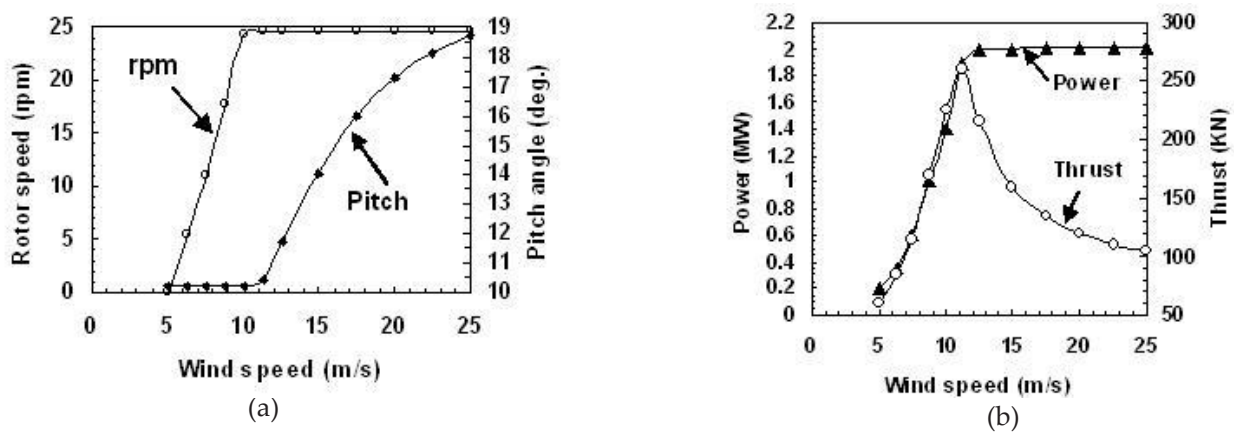 25
20
15
10
5
0
Rotor speed (rpm)
rpm
Pitch
19
18
17
16
15
14
13
12
11
10
Pitch angle (deg.)
0 5 10 15 20 25
Wind speed (m/s)
(a)
2.2
2
1.8
1.6
1.4
1.2
1
0.8
0.6
0.4
0.2
0
Power (MW)
Power
Thrust
300
250
200
150
100
50
Thrust (KN)
0 5 10 15 20 25
Wind speed (m/s)
(b)